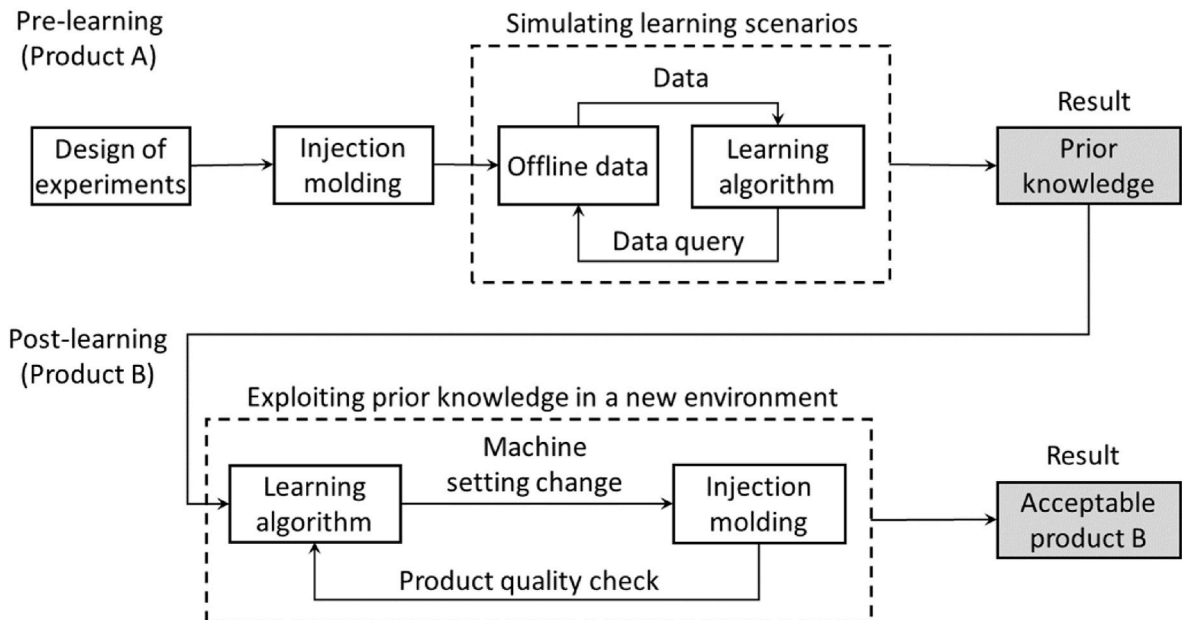 Pre-learning
(Product A)
Simulating learning scenarios
Data
Result
Design of
experiments
Injection
molding
Offline data
Learning
algorithm
Prior
knowledge
Data query
Post-learning
(Product B)
Exploiting prior knowledge in a new environment
Machine
setting change
Result
Learning
algorithm
Injection
molding
Acceptable
product B
Product quality check